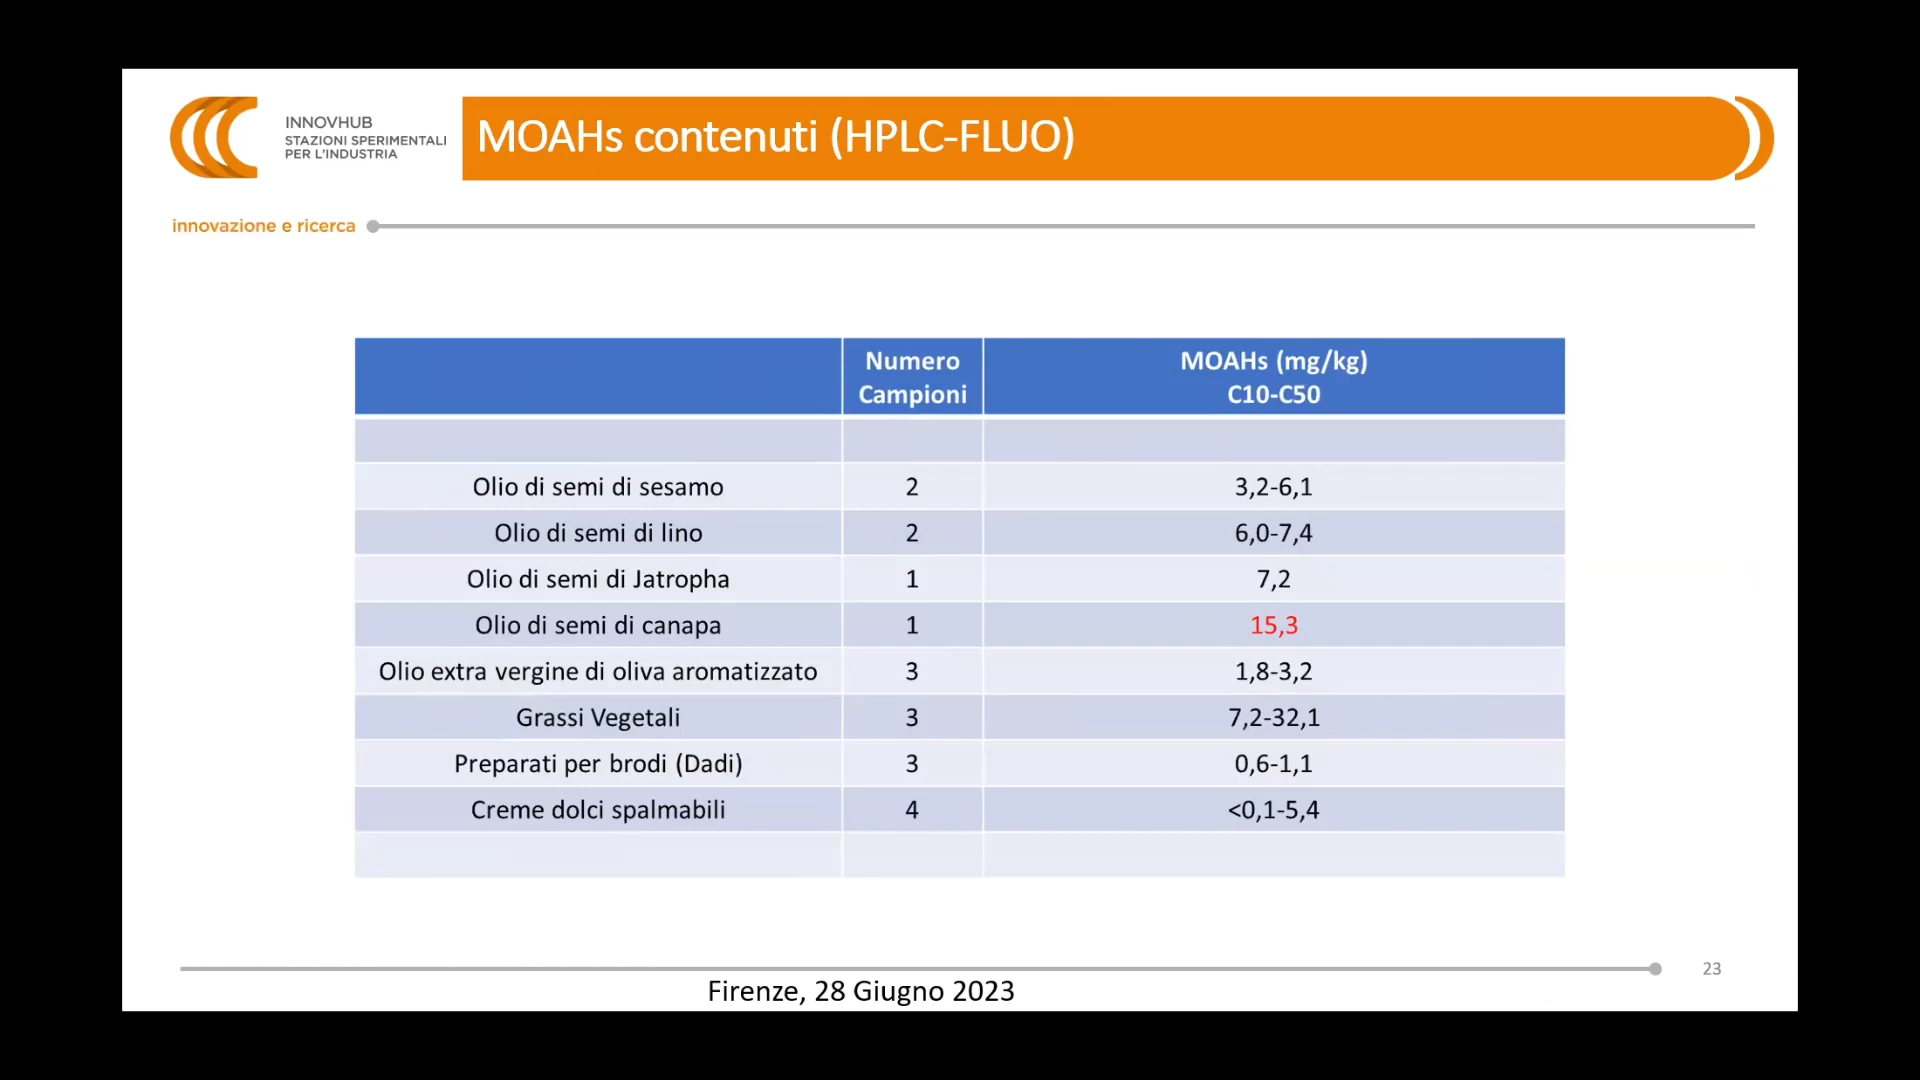 INNOVHUB
STAZIONI SPERIMENTALI
PER L'INDUSTRIA
MOAHs contenuti (HPLC-FLUO)
innovazione e ricerca
Numero Campioni MOAHs (mg/kg) C10-C50
Olio di semi di sesamo 2 3,2-6,1
Olio di semi di lino 2 6,0-7,4
Olio di semi di Jatropha 1 7,2
Olio di semi di canapa 1 15,3
Olio extra vergine di oliva aromatizzato 3 1,8-3,2
Grassi Vegetali 3 7,2-32,1
Preparati per brodi (Dadi) 3 0,6-1,1
Creme dolci spalmabili 4 <0,1-5,4
23
Firenze, 28 Giugno 2023